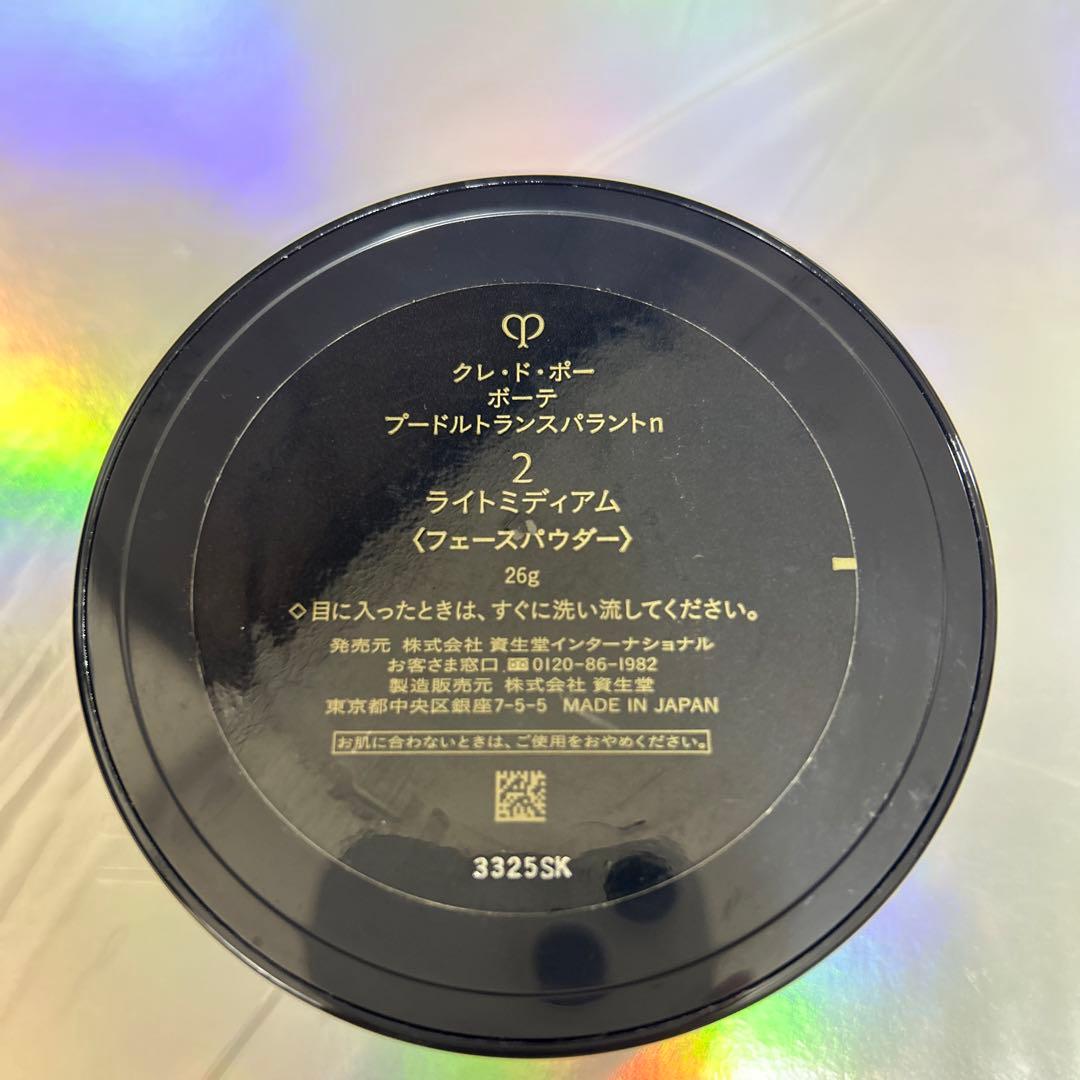 クレ・ド・ポー
ボーテ
プードルトランスパラントn
2
ライトミディアム
〈フェースパウダー〉
26g
◇目に入ったときは、すぐに洗い流してください。
発売元 株式会社 資生堂インターナショナル
お客さま窓口 0120-86-1982
製造販売元 株式会社 資生堂
東京都中央区銀座7-5-5 MADE IN JAPAN
お肌に合わないときは、ご使用をおやめください。
3325SK